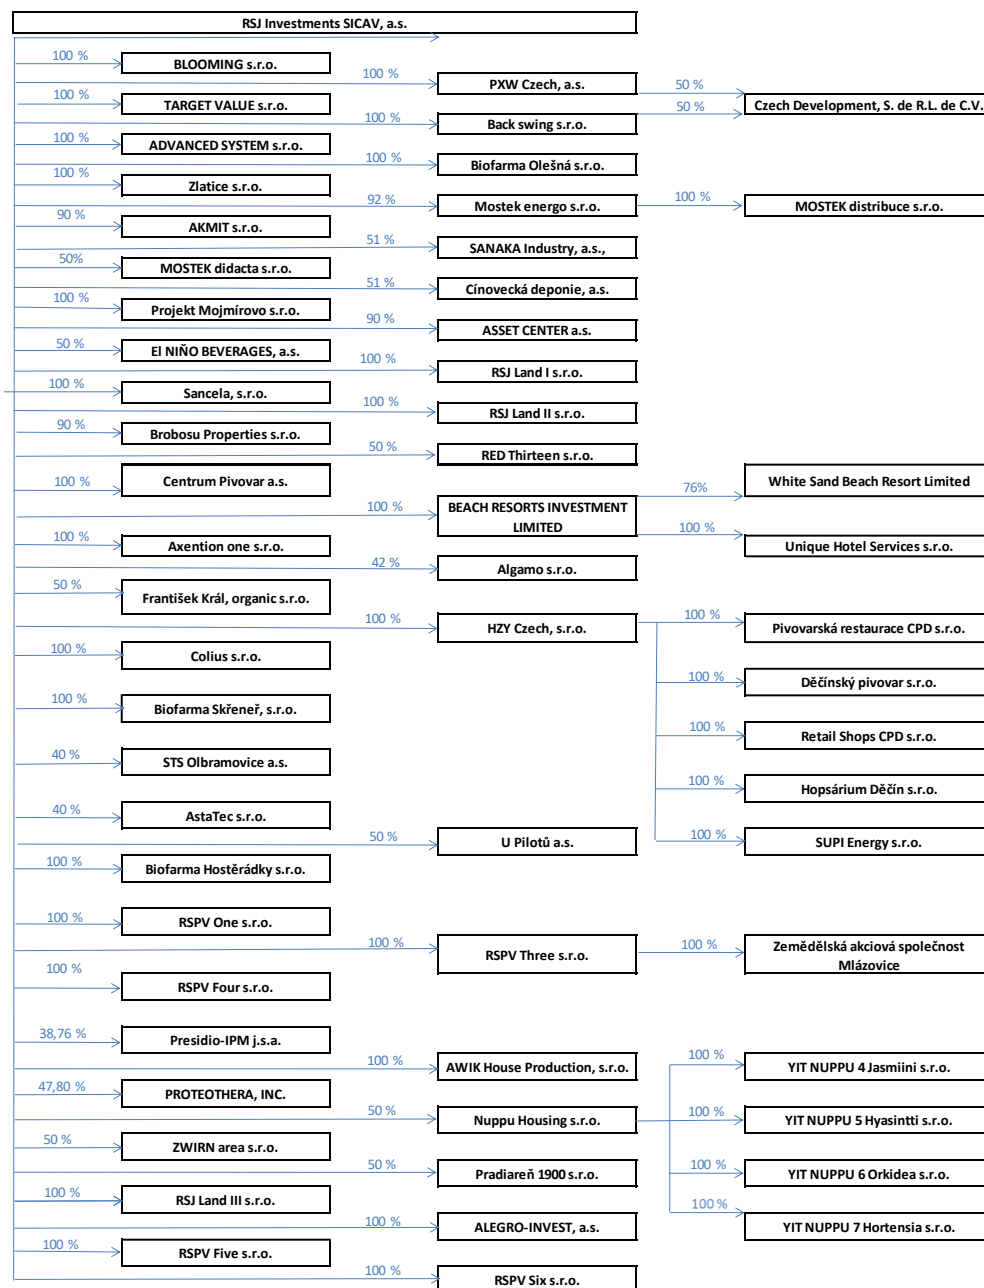 RSJ Investments SICAV, a.s.
100 %
BLOOMING s.r.o.
100 %
PXW Czech, a.s.
50 %
100 %
TARGET VALUE s.r.o.
Czech Development, S. de R.L. de C.V.
100 %
Back swing s.r.o.
50 %
100 %
ADVANCED SYSTEM s.r.o.
100 %
Biofarma Olešná s.r.o.
100 %
Zlatice s.r.o.
92 %
Mostek energo s.r.o.
100 %
MOSTEK distribuce s.r.o.
90 %
AKMIT s.r.o.
51 %
SANAKA Industry, a.s.,
50%
MOSTEK didacta s.r.o.
51 %
Cínovecká deponie, a.s.
100 %
Projekt Mojmírovo s.r.o.
90 %
ASSET CENTER a.s.
50 %
El NIÑO BEVERAGES, a.s.
100 %
RSJ Land I s.r.o.
100 %
Sancela, s.r.o.
100 %
RSJ Land II s.r.o.
90 %
Brobosu Properties s.r.o.
50 %
RED Thirteen s.r.o.
100 %
Centrum Pivovar a.s.
76%
White Sand Beach Resort Limited
100 %
BEACH RESORTS INVESTMENT
LIMITED
100 %
Unique Hotel Services s.r.o.
100 %
Axention one s.r.o.
42 %
Algamo s.r.o.
50 %
František Král, organic s.r.o.
100 %
HZY Czech, s.r.o.
100 %
Pivovarská restaurace CPD s.r.o.
100 %
Colius s.r.o.
100 %
Děčínský pivovar s.r.o.
100 %
Biofarma Skřeneř, s.r.o.
100 %
Retail Shops CPD s.r.o.
40 %
STS Olbramovice a.s.
100 %
Hopsárium Děčín s.r.o.
40 %
AstaTec s.r.o.
50 %
U Pilotů a.s.
100 %
SUPI Energy s.r.o.
100 %
Biofarma Hostěrádky s.r.o.
100 %
RSPV One s.r.o.
100 %
RSPV Three s.r.o.
100 %
Zemědělská akciová společnost
Mlázovice
100 %
RSPV Four s.r.o.
38,76 %
Presidio-IPM j.s.a.
100 %
AWIK House Production, s.r.o.
100 %
YIT NUPPU 4 Jasmiini s.r.o.
47,80 %
PROTEOTHERA, INC.
50 %
Nuppu Housing s.r.o.
100 %
YIT NUPPU 5 Hyasintti s.r.o.
50 %
ZWIRN area s.r.o.
50 %
Pradiareň 1900 s.r.o.
100 %
YIT NUPPU 6 Orkidea s.r.o.
100 %
RSJ Land III s.r.o.
100 %
ALEGRO-INVEST, a.s.
100 %
YIT NUPPU 7 Hortensia s.r.o.
100 %
RSPV Five s.r.o.
100 %
RSPV Six s.r.o.